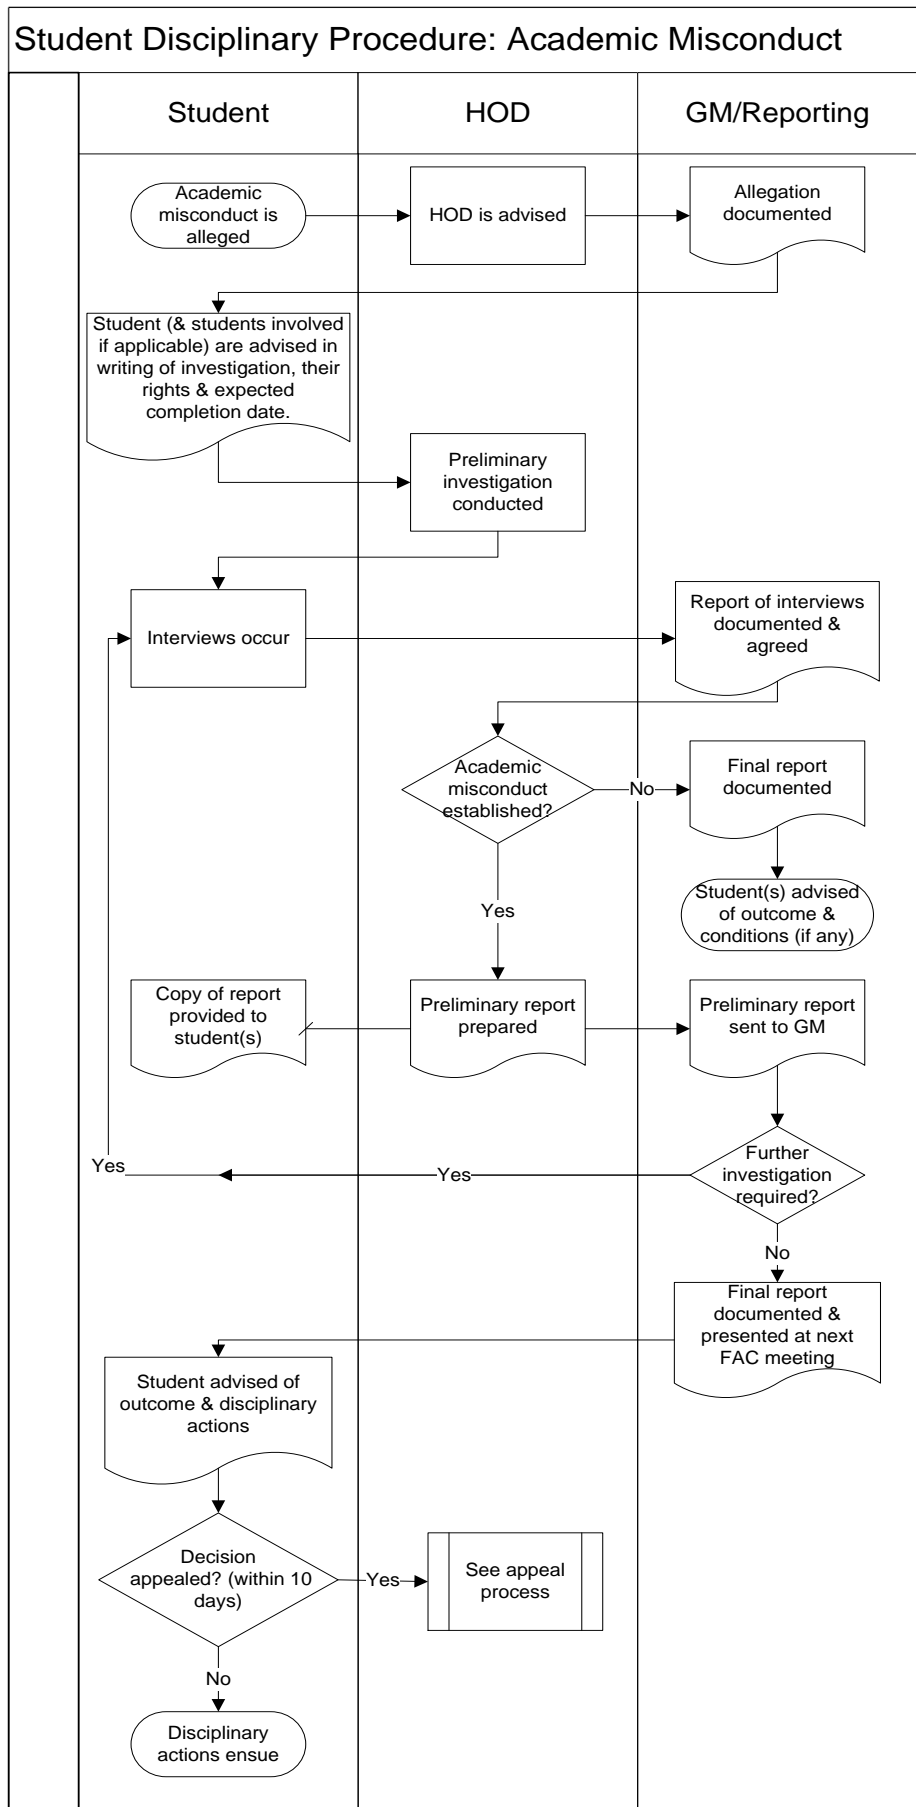 Student Disciplinary Procedure: Academic Misconduct
Student
HOD
GM/Reporting
Academic
misconduct is
alleged
HOD is advised
Allegation
documented
Student (& students involved
if applicable) are advised in
writing of investigation, their
rights & expected
completion date.
Preliminary
investigation
conducted
Interviews occur
Report of interviews
documented &
agreed
Academic
misconduct
established?
No
Final report
documented
Yes
Student(s) advised
of outcome &
conditions (if any)
Copy of report
provided to
student(s)
Preliminary report
prepared
Preliminary report
sent to GM
Further
investigation
required?
Yes
Yes
No
Final report
documented &
presented at next
FAC meeting
Student advised of
outcome & disciplinary
actions
Decision
appealed? (within 10
days)
Yes
See appeal
process
No
Disciplinary
actions ensue